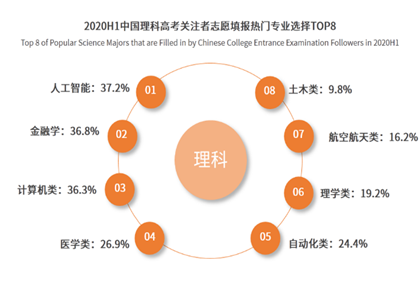 2020H1中国理科高考关注者志愿填报热门专业选择TOP8
Top 8 of Popular Science Majors that are Filled in by Chinese College Entrance Examination Followers in 2020H1
人工智能：37.2%
01
金融学：36.8%
02
计算机类：36.3%
03
医学类：26.9%
04
理科
08
土木类：9.8%
07
航空航天类：16.2%
06
理学类：19.2%
05
自动化类：24.4%